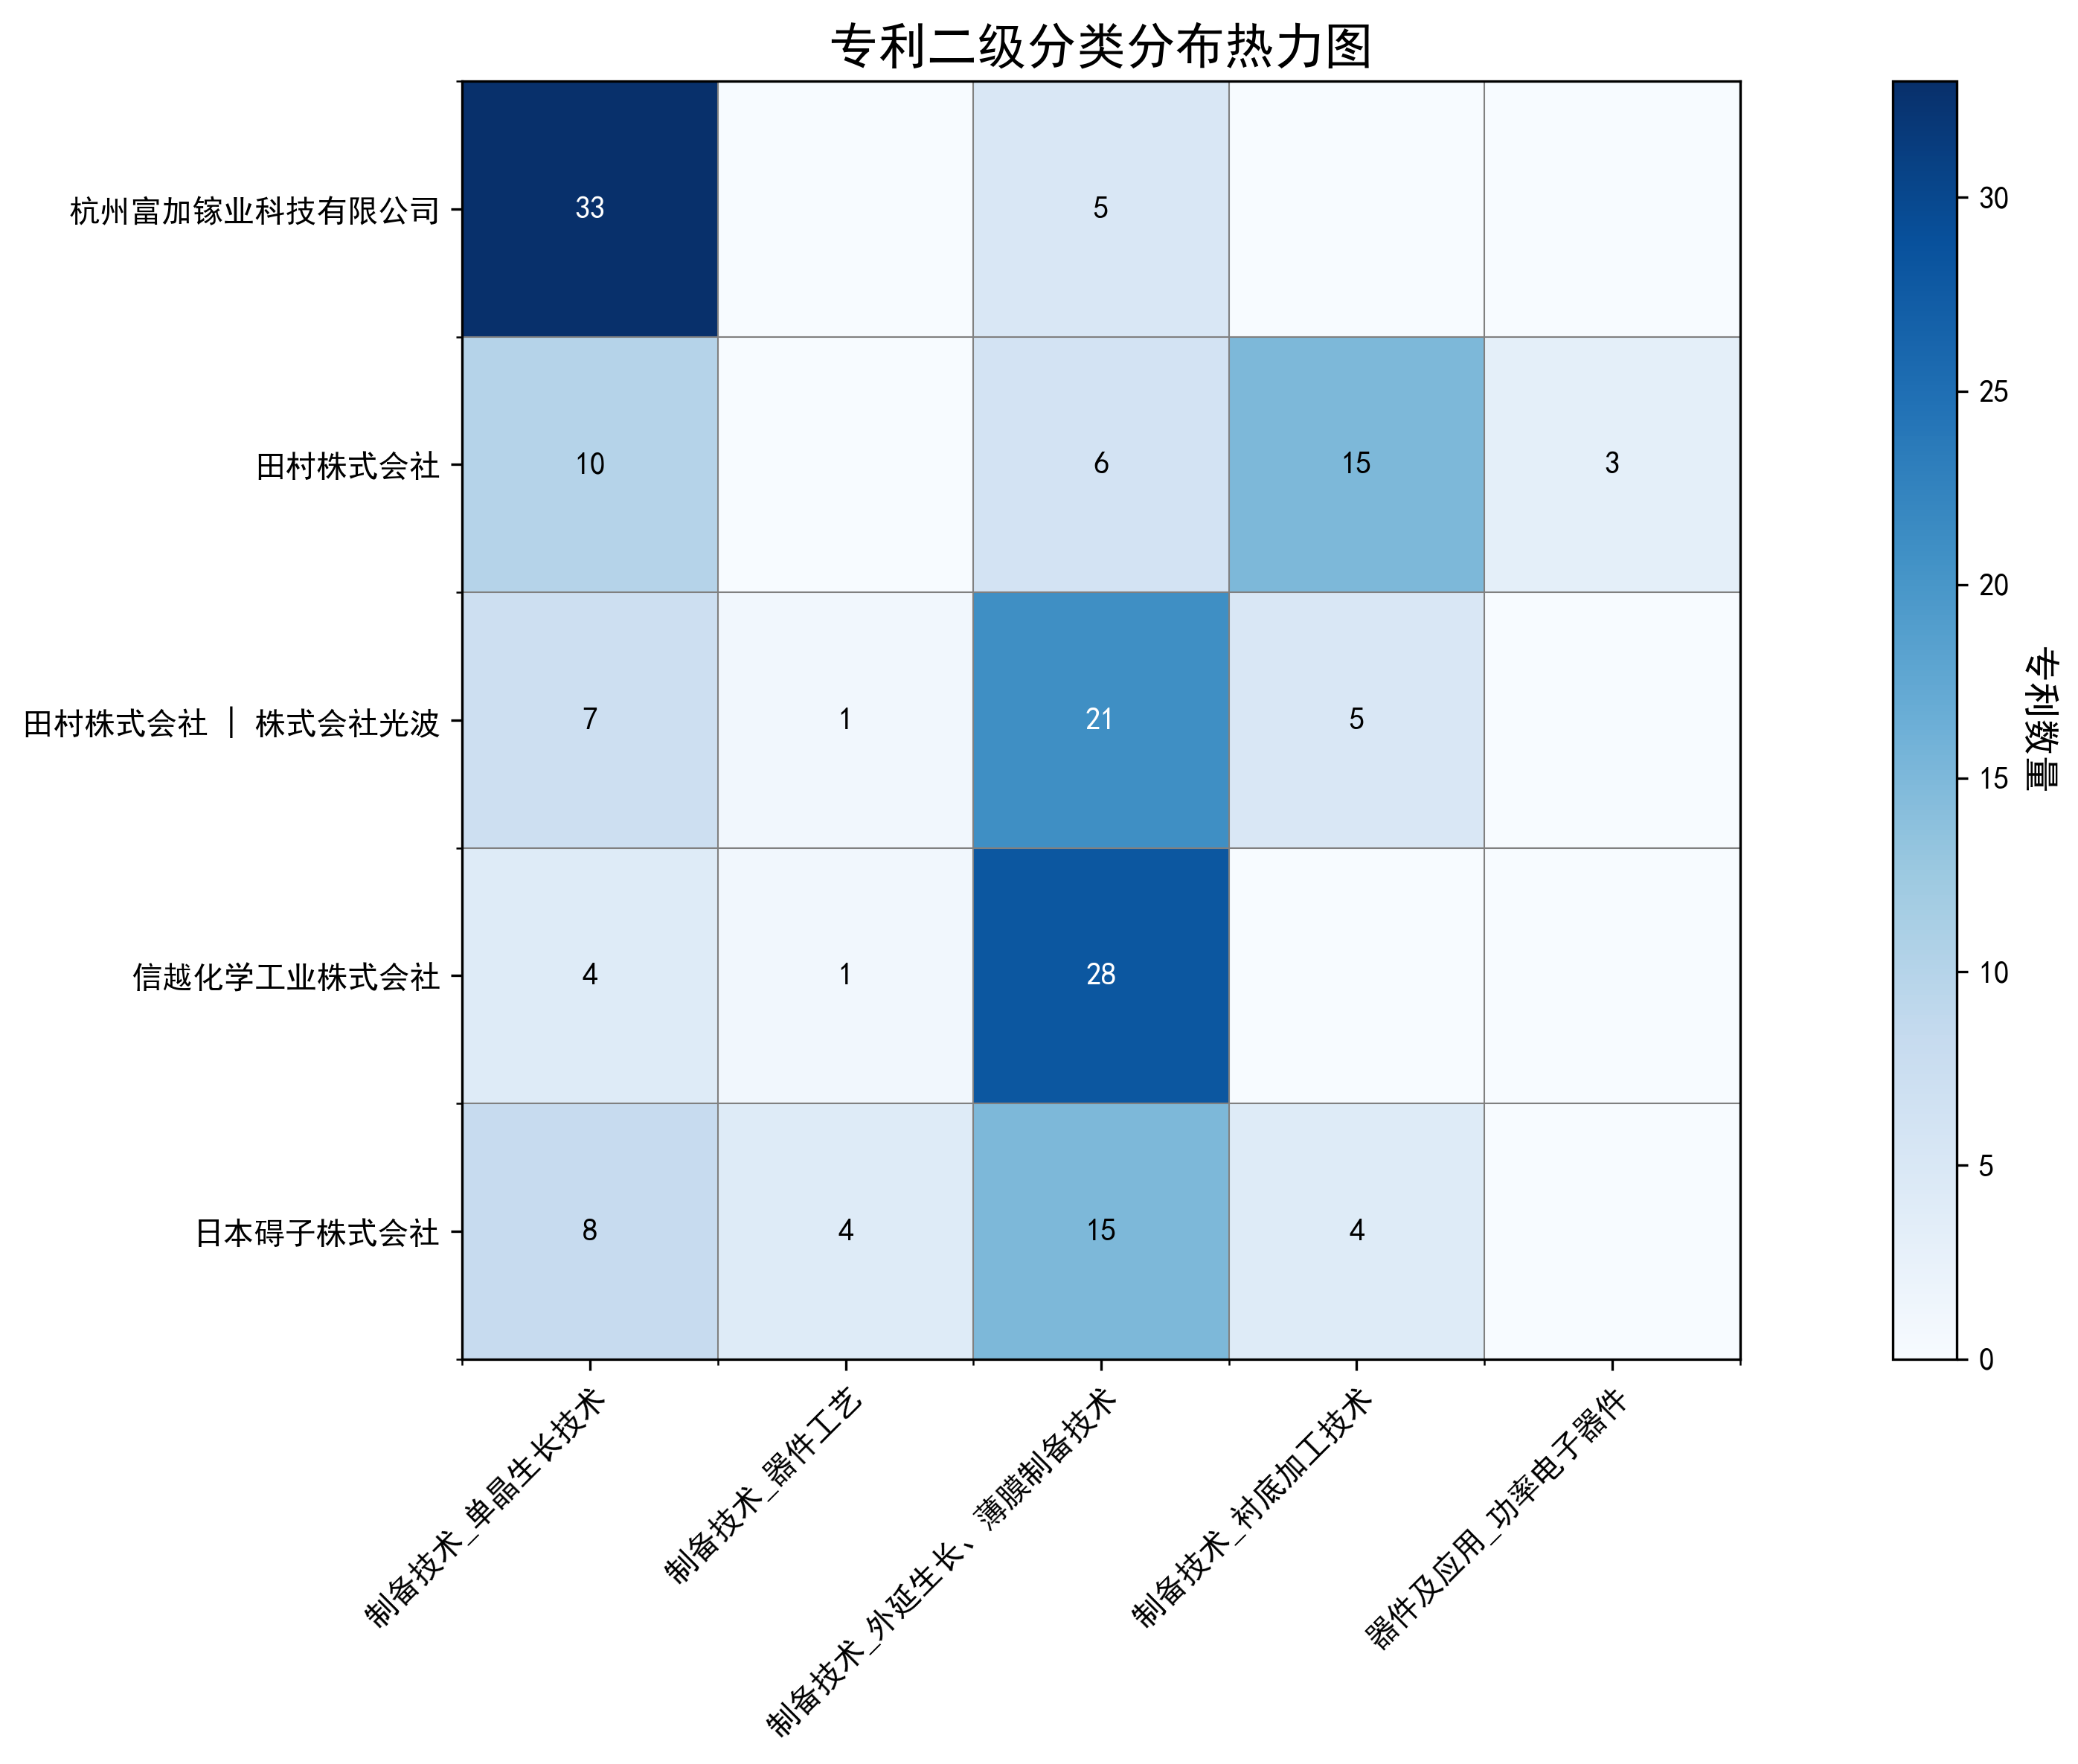 专利二级分类分布热力图
杭州富加镓业科技有限公司
33
5
田村株式会社
10
6
15
3
田村株式会社 | 株式会社光波
7
1
21
5
信越化学工业株式会社
4
1
28
日本碍子株式会社
8
4
15
4
制备技术_单晶生长技术
制备技术_器件工艺
制备技术_外延生长、薄膜制备技术
制备技术_衬底加工技术
器件及应用_功率电子器件
30
25
20
15
10
5
0
专利数量